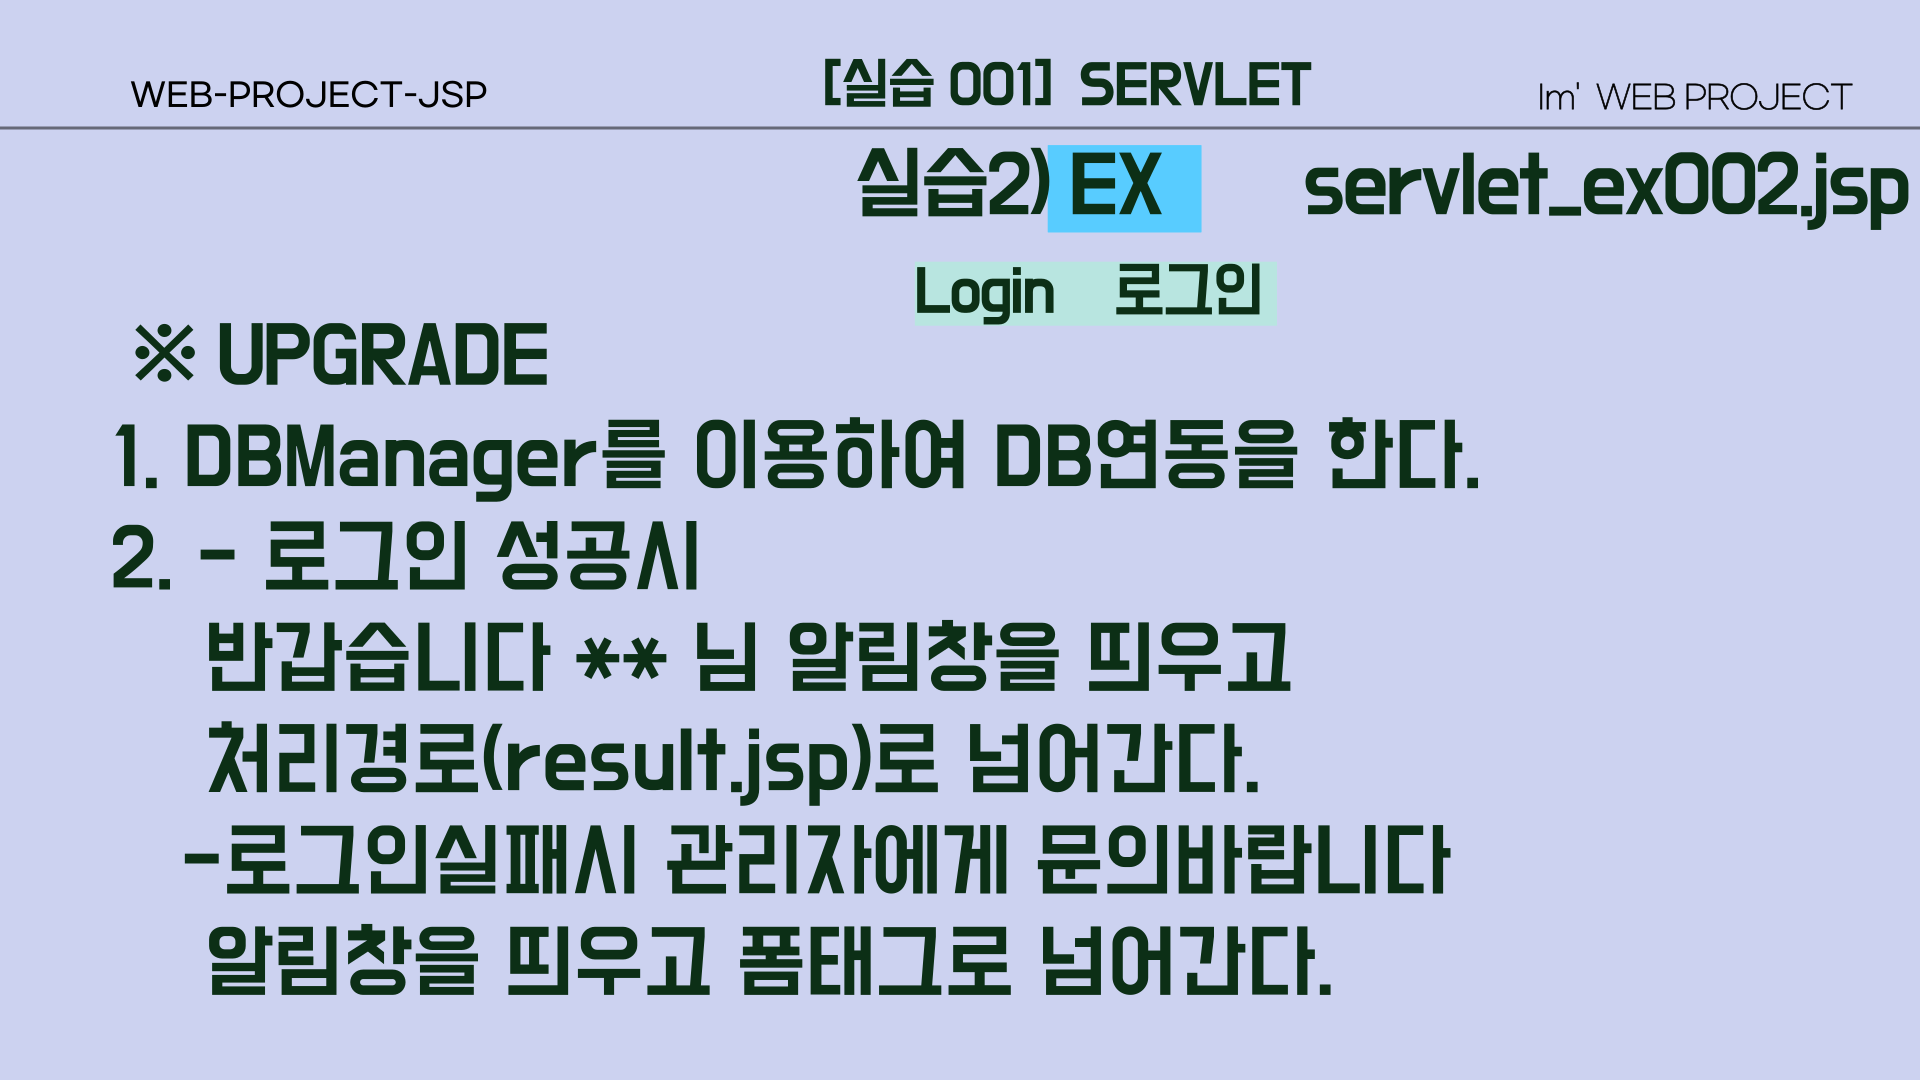 WEB-PROJECT-JSP
[실습 001] SERVLET
Im' WEB PROJECT
실습2) EX servlet_ex002.jsp
Login 로그인
※ UPGRADE
1. DBManager를 이용하여 DB연동을 한다.
2. - 로그인 성공시
반갑습니다 ** 님 알림창을 띄우고
처리경로(result.jsp)로 넘어간다.
-로그인실패시 관리자에게 문의바랍니다
알림창을 띄우고 폼태그로 넘어간다.